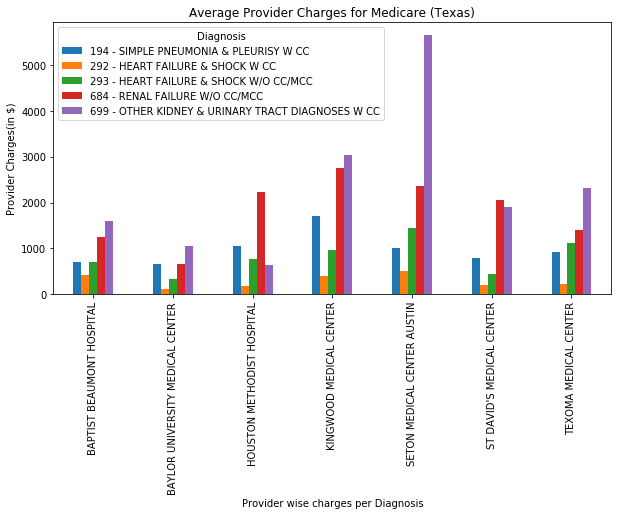 Average Provider Charges for Medicare (Texas)
Diagnosis
194 - SIMPLE PNEUMONIA & PLEURISY W CC
292 - HEART FAILURE & SHOCK W CC
293 - HEART FAILURE & SHOCK W/O CC/MCC
684 - RENAL FAILURE W/O CC/MCC
699 - OTHER KIDNEY & URINARY TRACT DIAGNOSES W CC
Provider Charges(in $)
5000
4000
3000
2000
1000
0
BAPTIST BEAUMONT HOSPITAL
BAYLOR UNIVERSITY MEDICAL CENTER
HOUSTON METHODIST HOSPITAL
KINGWOOD MEDICAL CENTER
SETON MEDICAL CENTER AUSTIN
ST DAVID'S MEDICAL CENTER
TEXOMA MEDICAL CENTER
Provider wise charges per Diagnosis